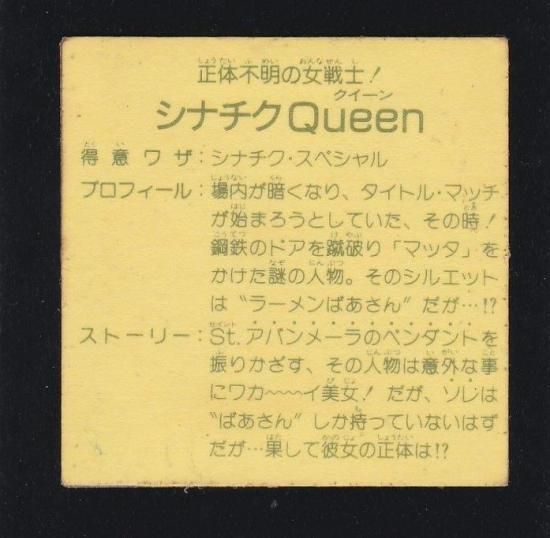 正体不明の女戦士!
シナチクQueen
得意ワザ:シナチク・スペシャル
プロフィール:場内が暗くなり、タイトル・マッチ
が始まろうとしていた、その時!
鋼鉄のドアを蹴破り「マッタ」を
かけた謎の人物。そのシルエット
は“ラーメンばあさん”だが…!?
ストーリー:St.アバンメーラのペンダントを
振りかざす、その人物は意外な事
にワカ〜〜イ美女!だが、ソレは
“ばあさん”しか持っていないはず
だが…果して彼女の正体は!?